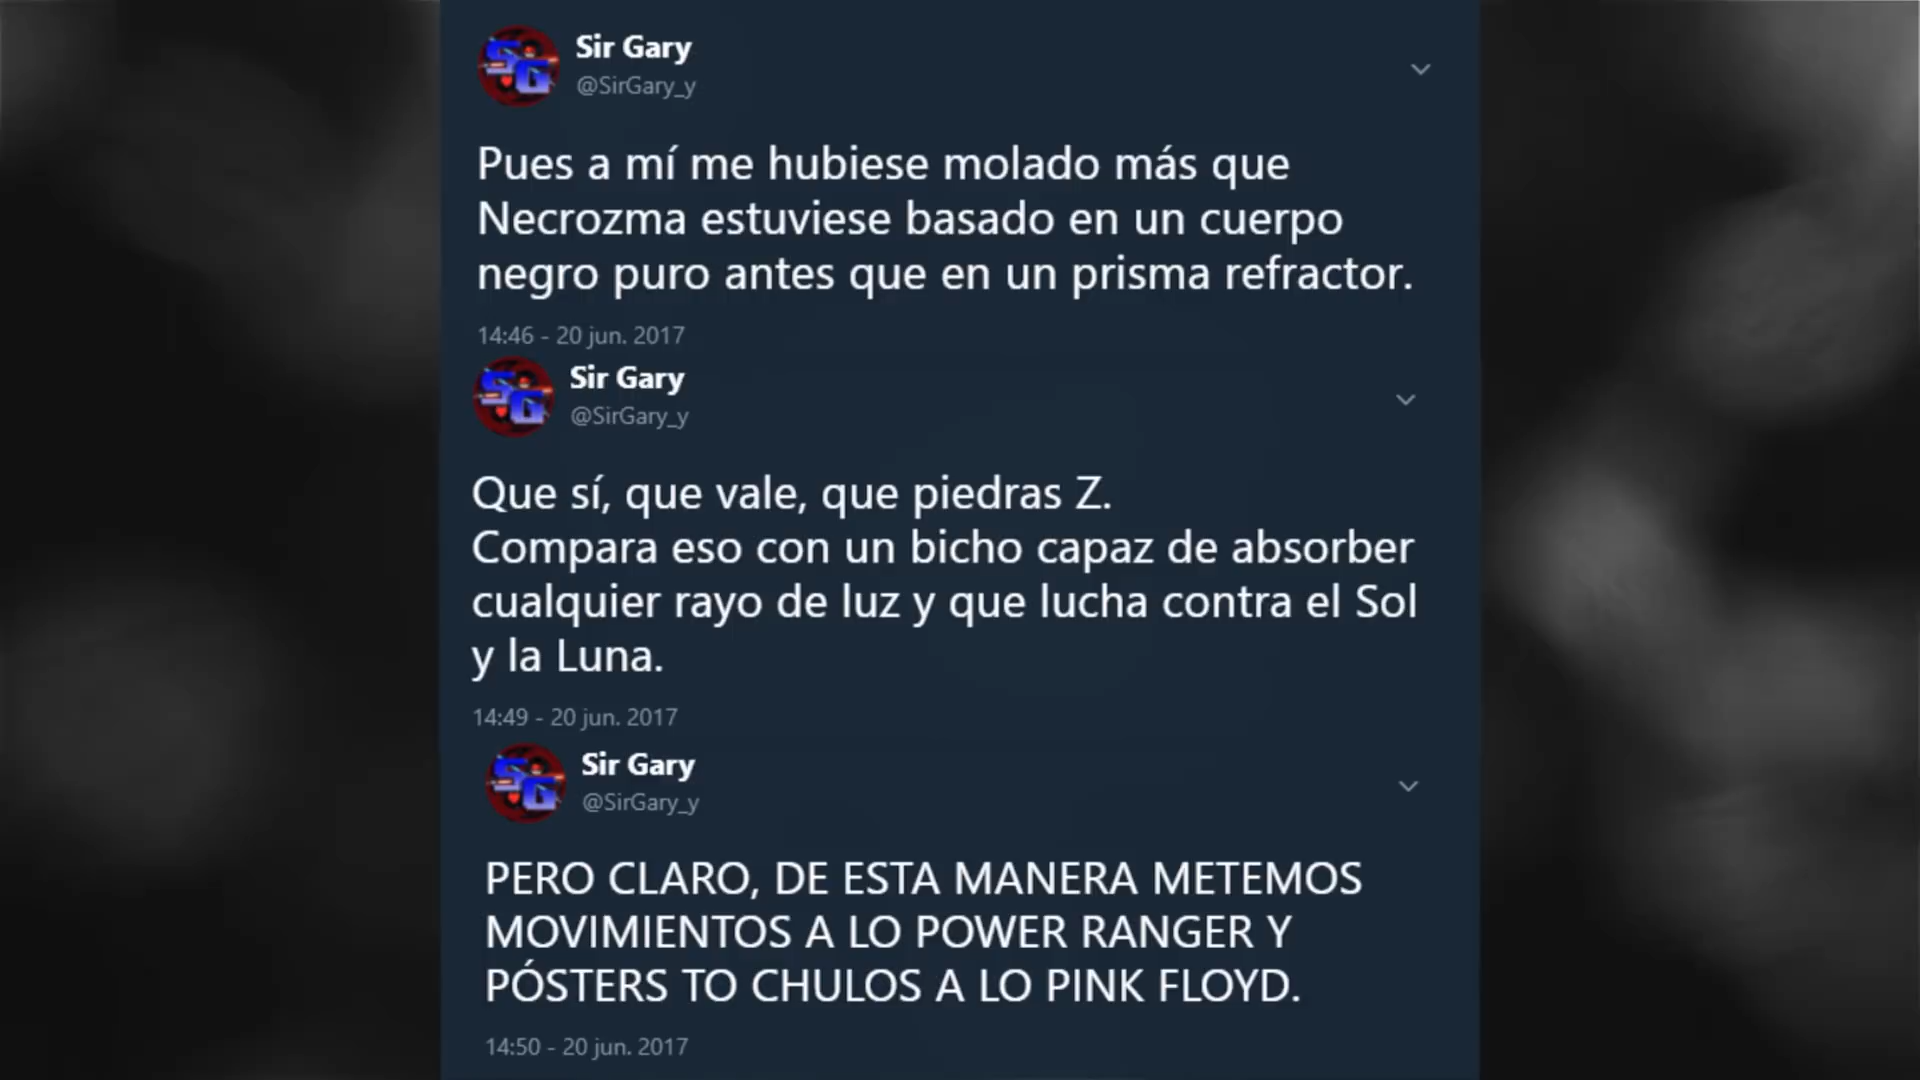 Sir Gary
@SirGary_y
Pues a mí me hubiese molado más que
Necrozma estuviese basado en un cuerpo
negro puro antes que en un prisma refractor.
14:46 - 20 jun. 2017
Sir Gary
@SirGary_y
Que sí, que vale, que piedras Z.
Compara eso con un bicho capaz de absorber
cualquier rayo de luz y que lucha contra el Sol
y la Luna.
14:49 - 20 jun. 2017
Sir Gary
@SirGary_y
PERO CLARO, DE ESTA MANERA METEMOS
MOVIMIENTOS A LO POWER RANGER Y
PÓSTERS TO CHULOS A LO PINK FLOYD.
14:50 - 20 jun. 2017